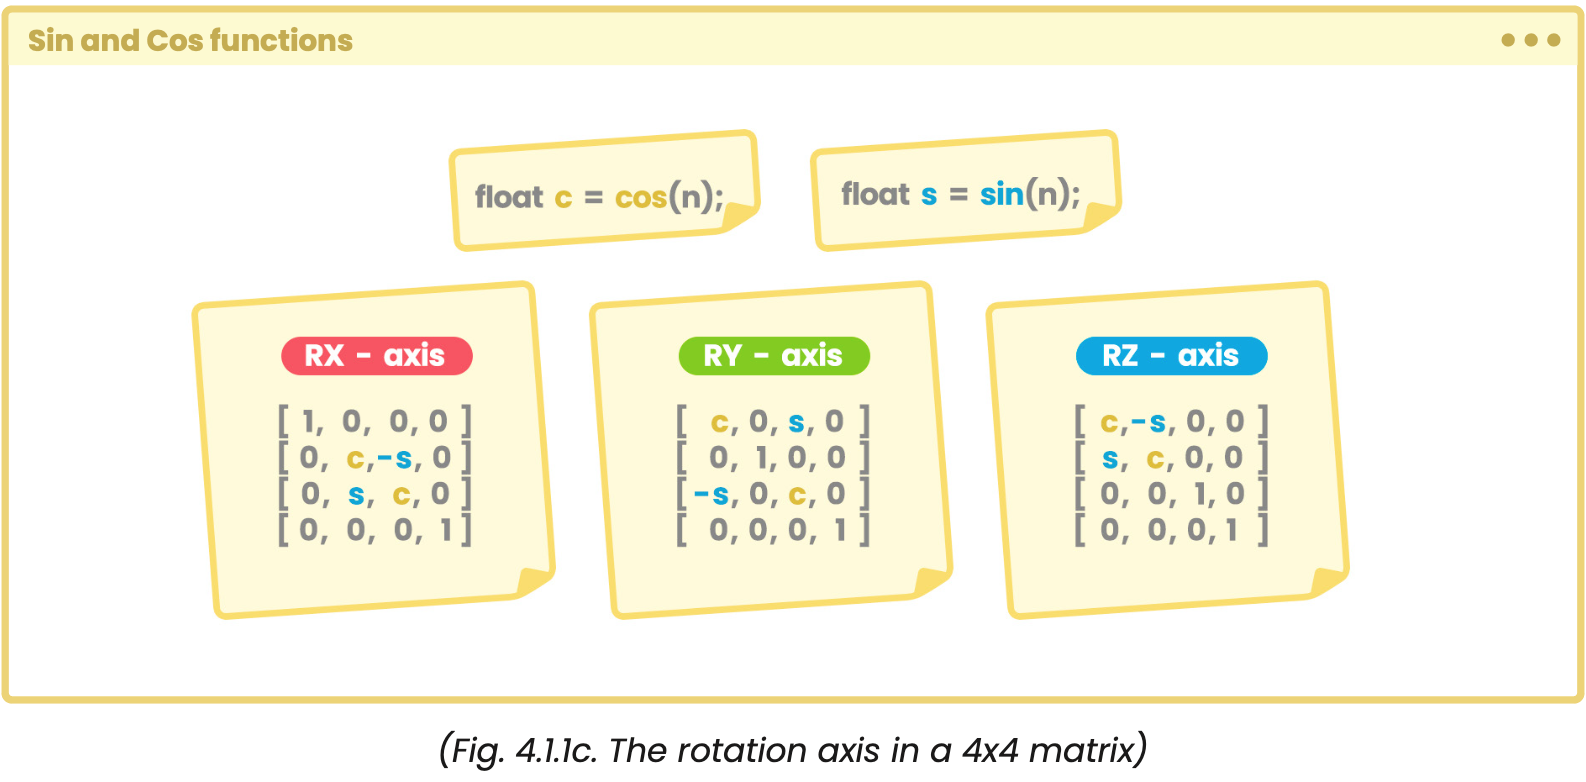 Sin and Cos functions
float c = cos(n);
float s = sin(n);
RX - axis
[ 1, 0, 0, 0 ]
[ 0, c,-s, 0 ]
[ 0, s, c, 0 ]
[ 0, 0, 0, 1 ]
RY - axis
[ c, 0, s, 0 ]
[ 0, 1, 0, 0 ]
[ -s, 0, c, 0 ]
[ 0, 0, 0, 1 ]
RZ - axis
[ c,-s, 0, 0 ]
[ s, c, 0, 0 ]
[ 0, 0, 1, 0 ]
[ 0, 0, 0, 1 ]
(Fig. 4.1.1c. The rotation axis in a 4x4 matrix)